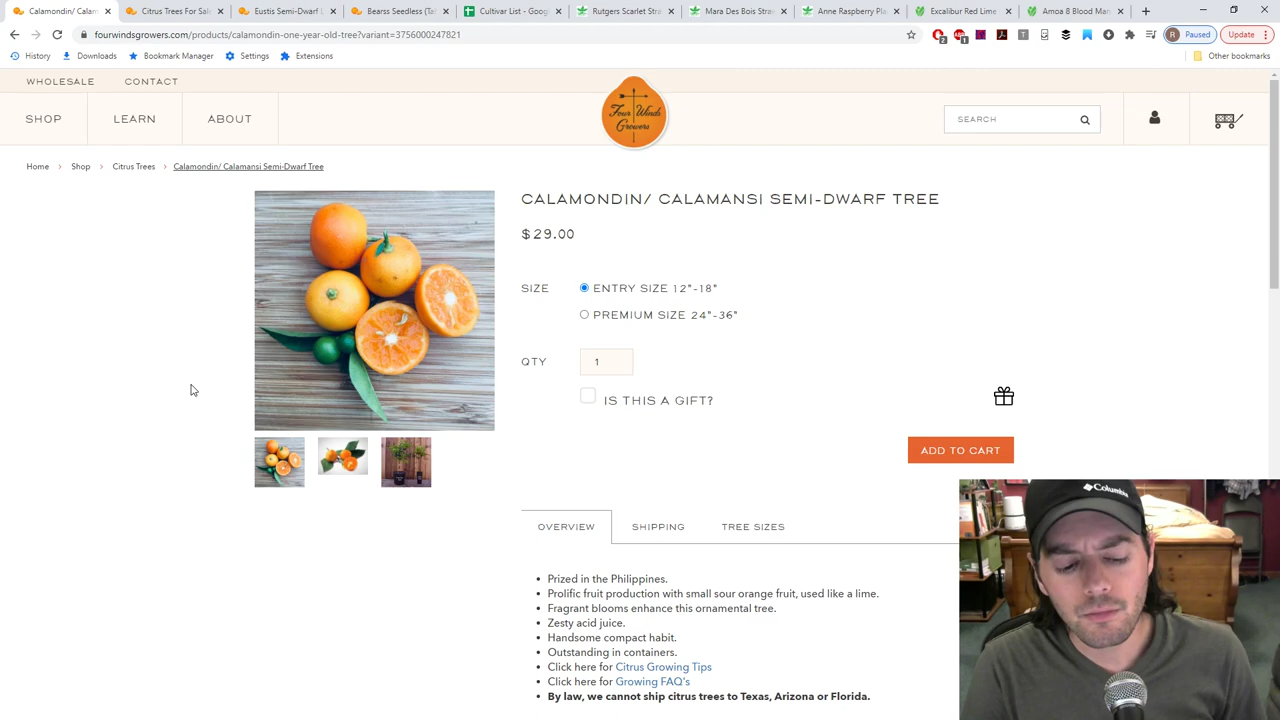 Calamondin/ Calam
Citrus Trees For Sale
Eustis Semi-Dwarf
Bearss Seedless (Ta
Cultivar List - Goog
Rutgers Scarlet Stra
Mara Des Bois Straw
Anne Raspberry Pla
Excalibur Red Lime
Amoa 8 Blood Man
fourwindsgrowers.com/products/calamondin-one-year-old-tree?variant=3756000247821
2
1
R Paused
Update
History
Downloads
Bookmark Manager
Settings
Extensions
Other bookmarks
WHOLESALE
CONTACT
SHOP
LEARN
ABOUT
Four Winds
Growers
SEARCH
Home
Shop
Citrus Trees
Calamondin/ Calamansi Semi-Dwarf Tree
CALAMONDIN/ CALAMANSI SEMI-DWARF TREE
$29.00
SIZE
ENTRY SIZE 12"-18"
PREMIUM SIZE 24"-36"
QTY
1
IS THIS A GIFT?
ADD TO CART
OVERVIEW
SHIPPING
TREE SIZES
Prized in the Philippines.
Prolific fruit production with small sour orange fruit, used like a lime.
Fragrant blooms enhance this ornamental tree.
Zesty acid juice.
Handsome compact habit.
Outstanding in containers.
Click here for Citrus Growing Tips
Click here for Growing FAQ's
By law, we cannot ship citrus trees to Texas, Arizona or Florida.
Columbia